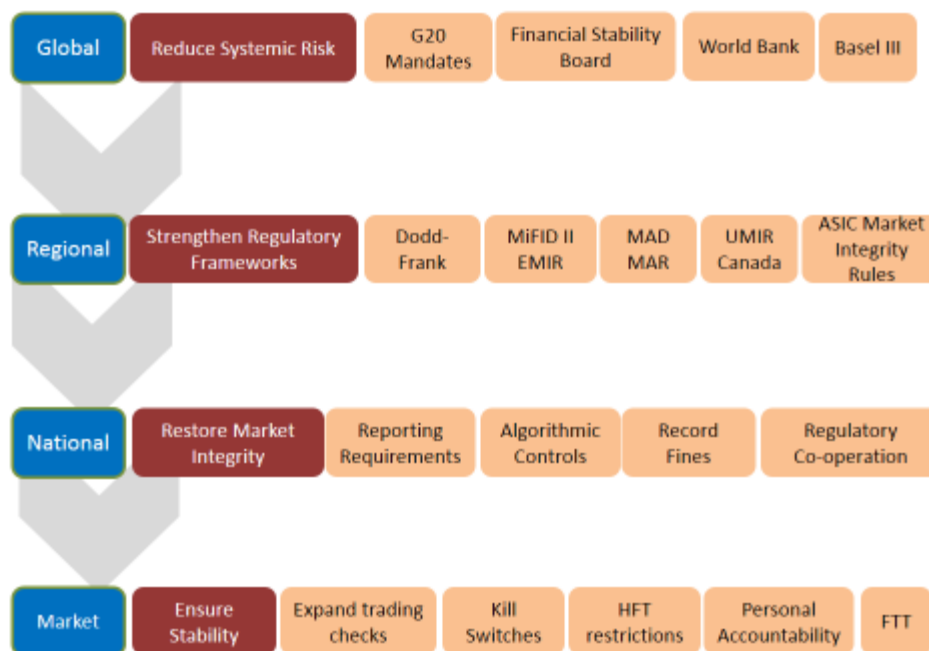 Global
Reduce Systemic Risk
G20
Mandates
Financial Stability
Board
World Bank
Basel III
Regional
Strengthen Regulatory
Frameworks
Dodd-
Frank
MiFID II
EMIR
MAD
MAR
UMIR
Canada
ASIC Market
Integrity
Rules
National
Restore Market
Integrity
Reporting
Requirements
Algorithmic
Controls
Record
Fines
Regulatory
Co-operation
Market
Ensure
Stability
Expand trading
checks
Kill
Switches
HFT
restrictions
Personal
Accountability
FTT